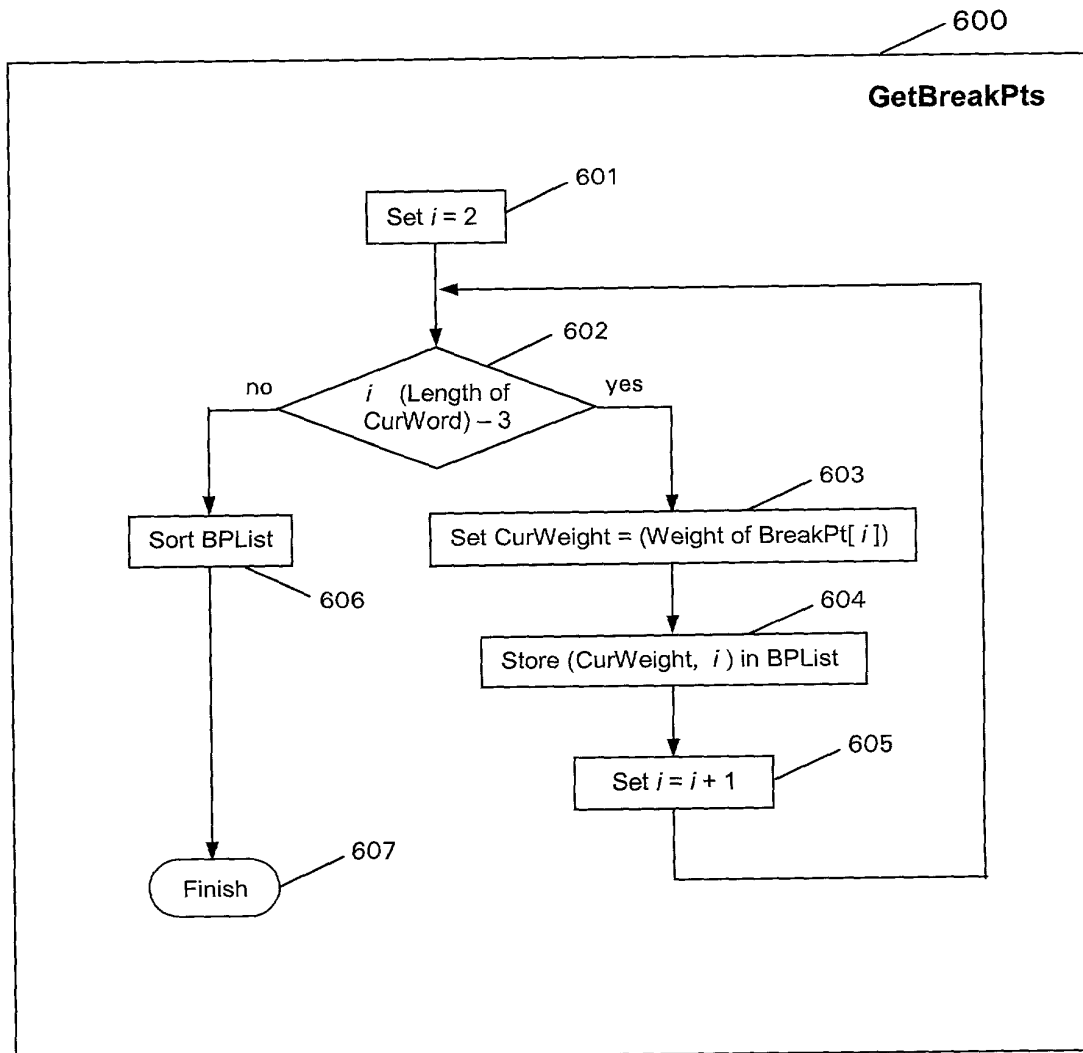 600
GetBreakPts
601
Set i = 2
602
no
yes
i (Length of
CurWord) – 3
603
Set CurWeight = (Weight of BreakPt[ i ])
Sort BPList
606
604
Store (CurWeight, i ) in BPList
605
Set i = i + 1
607
Finish